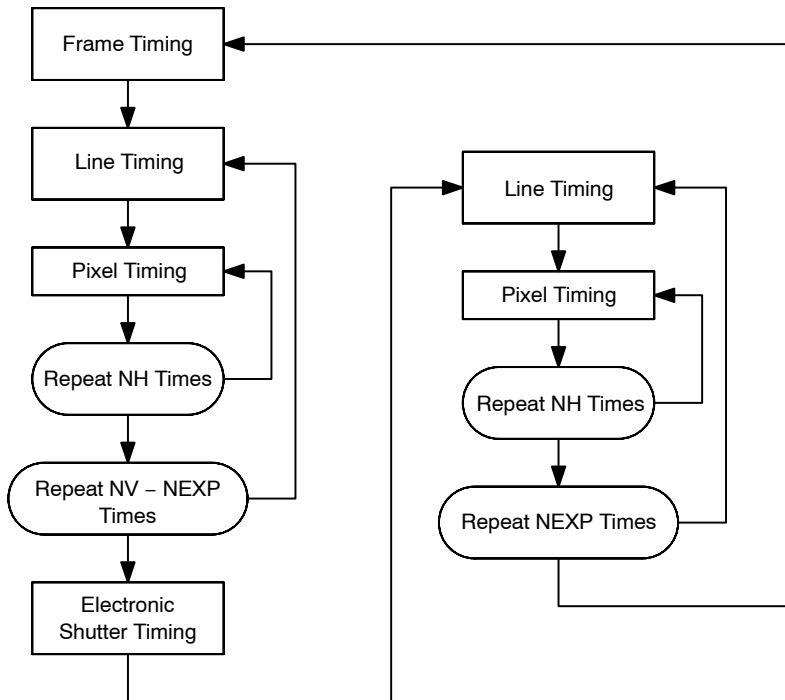 Frame Timing
Line Timing
Pixel Timing
Repeat NH Times
Repeat NV – NEXP
Times
Electronic
Shutter Timing
Line Timing
Pixel Timing
Repeat NH Times
Repeat NEXP Times